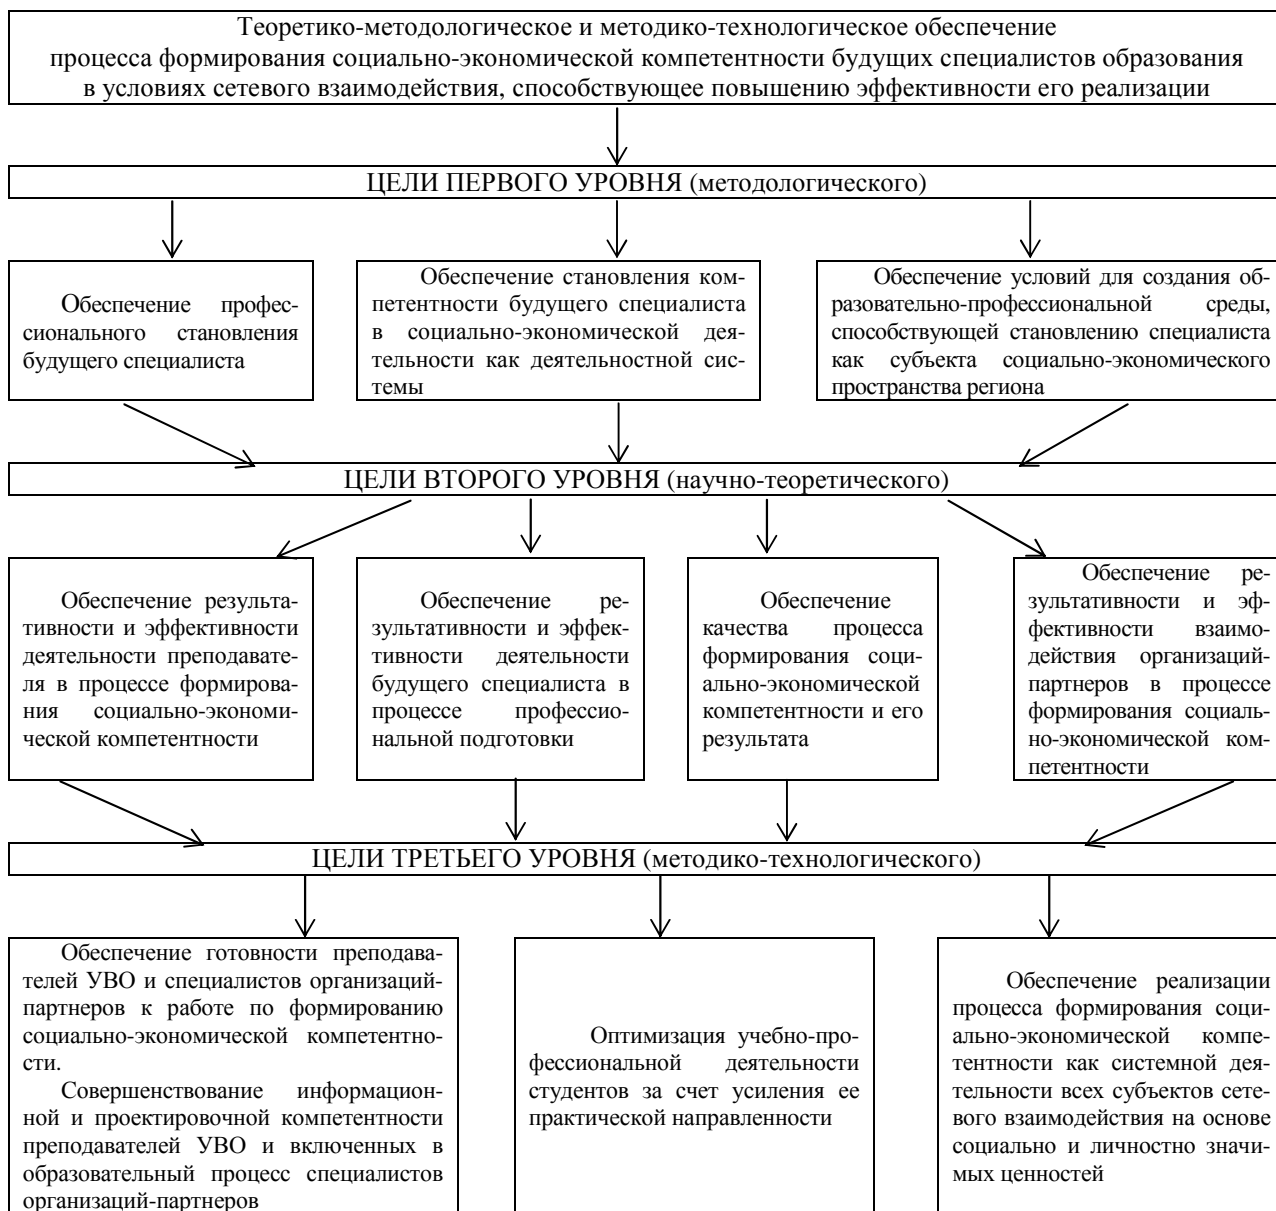 Теоретико-методологическое и методико-технологическое обеспечение
процесса формирования социально-экономической компетентности будущих специалистов образования
в условиях сетевого взаимодействия, способствующее повышению эффективности его реализации
ЦЕЛИ ПЕРВОГО УРОВНЯ (методологического)
Обеспечение профес-
сионального становления
будущего специалиста
Обеспечение становления ком-
петентности будущего специалиста
в социально-экономической дея-
тельности как деятельностной сис-
темы
Обеспечение условий для создания об-
разовательно-профессиональной среды,
способствующей становлению специалиста
как субъекта социально-экономического
пространства региона
ЦЕЛИ ВТОРОГО УРОВНЯ (научно-теоретического)
Обеспечение результа-
тивности и эффективности
деятельности преподавате-
ля в процессе формирова-
ния социально-экономи-
ческой компетентности
Обеспечение ре-
зультативности и эффек-
тивности деятельности
будущего специалиста в
процессе профессио-
нальной подготовки
Обеспечение
качества процесса
формирования соци-
ально-экономической
компетентности и его
результата
Обеспечение ре-
зультативности и эф-
фективности взаимо-
действия организаций-
партнеров в процессе
формирования социаль-
но-экономической ком-
петентности
ЦЕЛИ ТРЕТЬЕГО УРОВНЯ (методико-технологического)
Обеспечение готовности преподава-
телей УВО и специалистов организаций-
партнеров к работе по формированию
социально-экономической компетентно-
сти.
Совершенствование информацион-
ной и проектировочной компетентности
преподавателей УВО и включенных в
образовательный процесс специалистов
организаций-партнеров
Оптимизация учебно-про-
фессиональной деятельности
студентов за счет усиления ее
практической направленности
Обеспечение реализации
процесса формирования соци-
ально-экономической компе-
тентности как системной дея-
тельности всех субъектов сете-
вого взаимодействия на основе
социально и личностно значи-
мых ценностей